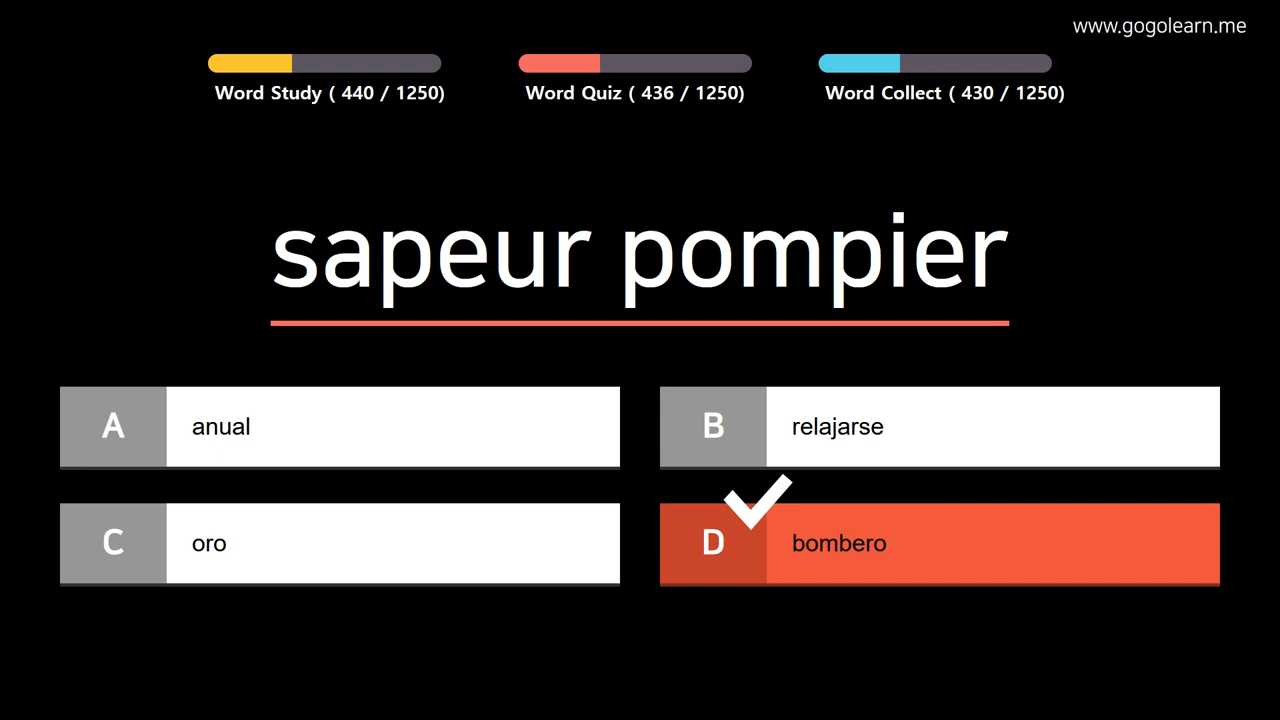 www.gogolearn.me
Word Study ( 440 / 1250)
Word Quiz ( 436 / 1250)
Word Collect ( 430 / 1250)
sapeur pompier
A anual
B relajarse
C oro
D bombero